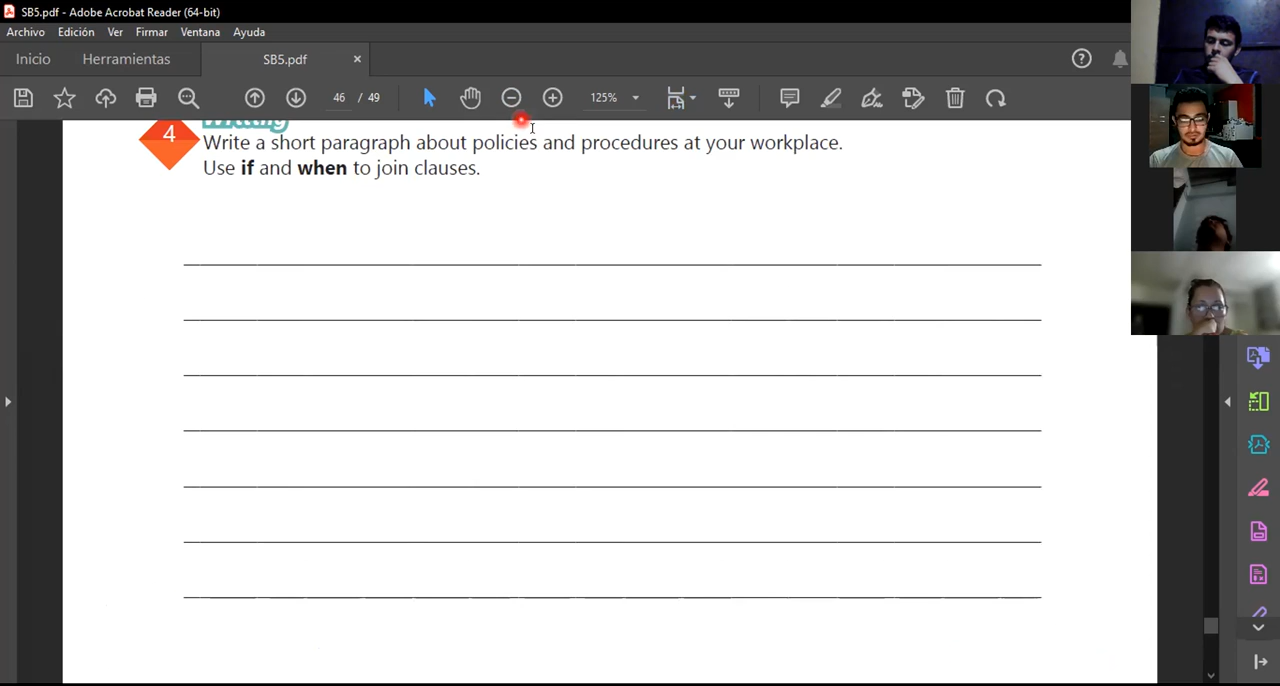 SB5.pdf - Adobe Acrobat Reader (64-bit)
Archivo Edición Ver Firmar Ventana Ayuda
Inicio Herramientas SB5.pdf ×
46 / 49 125%
Writing
4 Write a short paragraph about policies and procedures at your workplace.
Use if and when to join clauses.